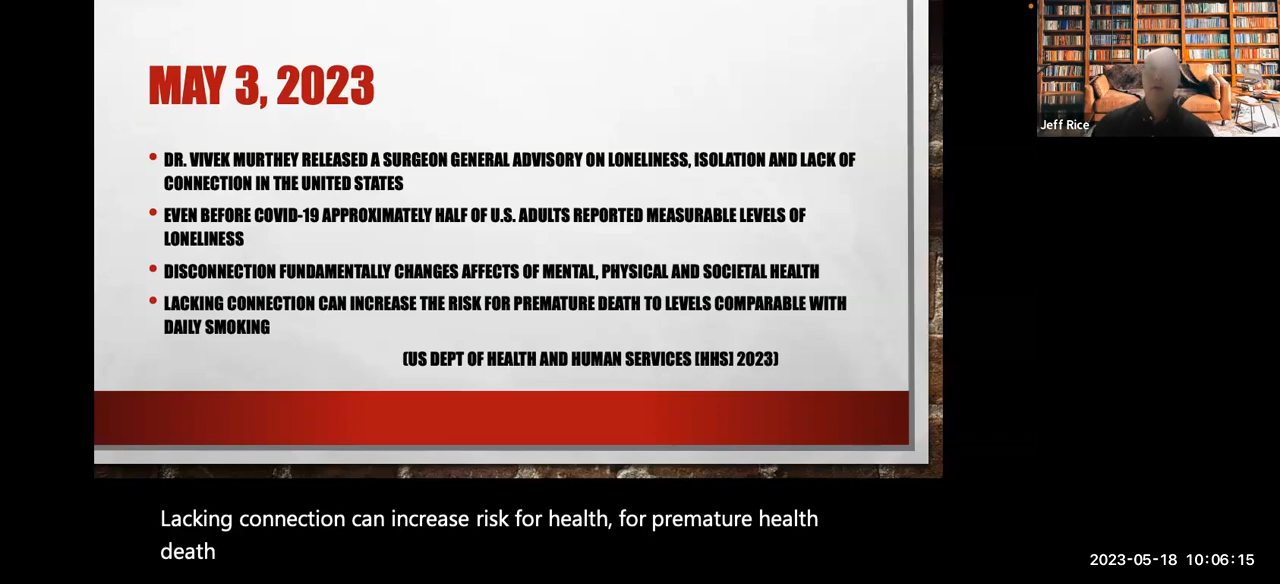 MAY 3, 2023
Jeff Rice
• DR. VIVEK MURTHEY RELEASED A SURGEON GENERAL ADVISORY ON LONELINESS, ISOLATION AND LACK OF
CONNECTION IN THE UNITED STATES
• EVEN BEFORE COVID-19 APPROXIMATELY HALF OF U.S. ADULTS REPORTED MEASURABLE LEVELS OF
LONELINESS
• DISCONNECTION FUNDAMENTALLY CHANGES AFFECTS OF MENTAL, PHYSICAL AND SOCIETAL HEALTH
• LACKING CONNECTION CAN INCREASE THE RISK FOR PREMATURE DEATH TO LEVELS COMPARABLE WITH
DAILY SMOKING
(US DEPT OF HEALTH AND HUMAN SERVICES [HHS] 2023)
Lacking connection can increase risk for health, for premature health
death
2023-05-18 10:06:15